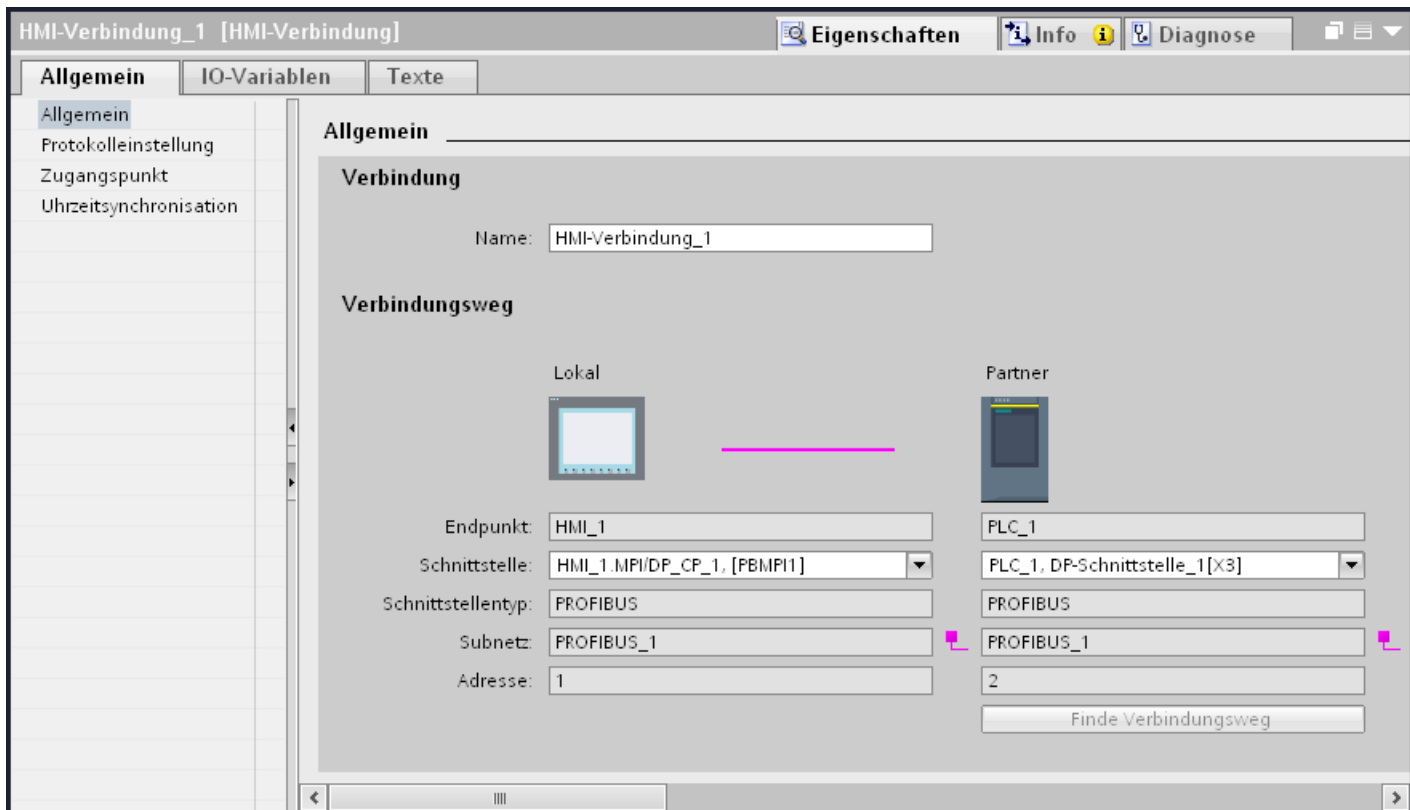 HMI-Verbindung_1 [HMI-Verbindung]
Eigenschaften
Info
Diagnose
Allgemein
IO-Variablen
Texte
Allgemein
Protokolleinstellung
Zugangspunkt
Uhrzeitsynchronisation
Allgemein
Verbindung
Name: HMI-Verbindung_1
Verbindungsweg
Lokal Partner
Endpunkt: HMI_1 PLC_1
Schnittstelle: HMI_1.MPI/DP_CP_1, [PBMPI1] PLC_1, DP-Schnittstelle_1[X3]
Schnittstellentyp: PROFIBUS PROFIBUS
Subnetz: PROFIBUS_1 PROFIBUS_1
Adresse: 1 2
Finde Verbindungsweg